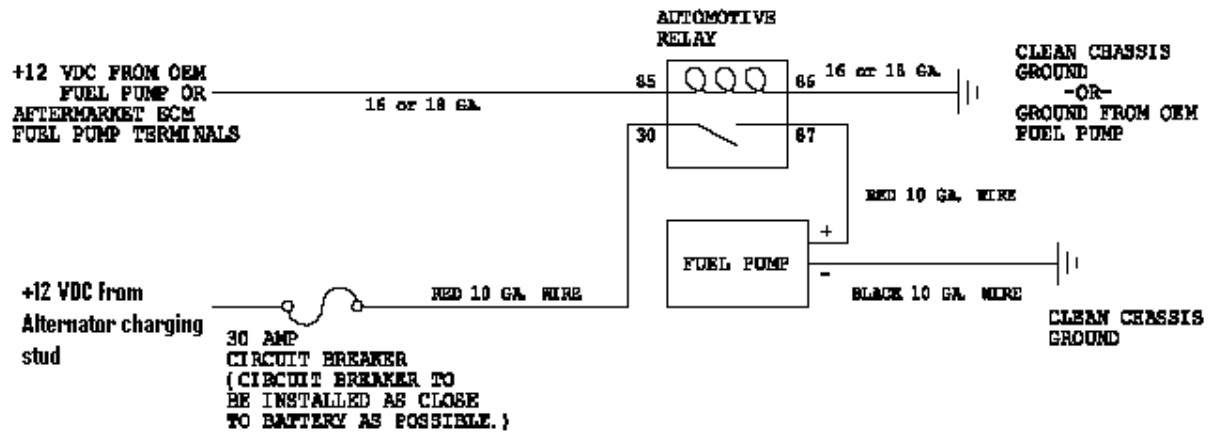 AUTOMOTIVE
RELAY
+12 VDC FROM OEM
FUEL PUMP OR
AFTERMARKET ECM
FUEL PUMP TERMINALS
16 or 18 GA.
85
86
16 or 18 GA.
CLEAN CHASSIS
GROUND
-OR-
GROUND FROM OEM
FUEL PUMP
30
87
RED 10 GA. WIRE
FUEL PUMP
+
-
BLACK 10 GA. WIRE
CLEAN CHASSIS
GROUND
+12 VDC From
Alternator charging
stud
RED 10 GA. WIRE
30 AMP
CIRCUIT BREAKER
(CIRCUIT BREAKER TO
BE INSTALLED AS CLOSE
TO BATTERY AS POSSIBLE.)